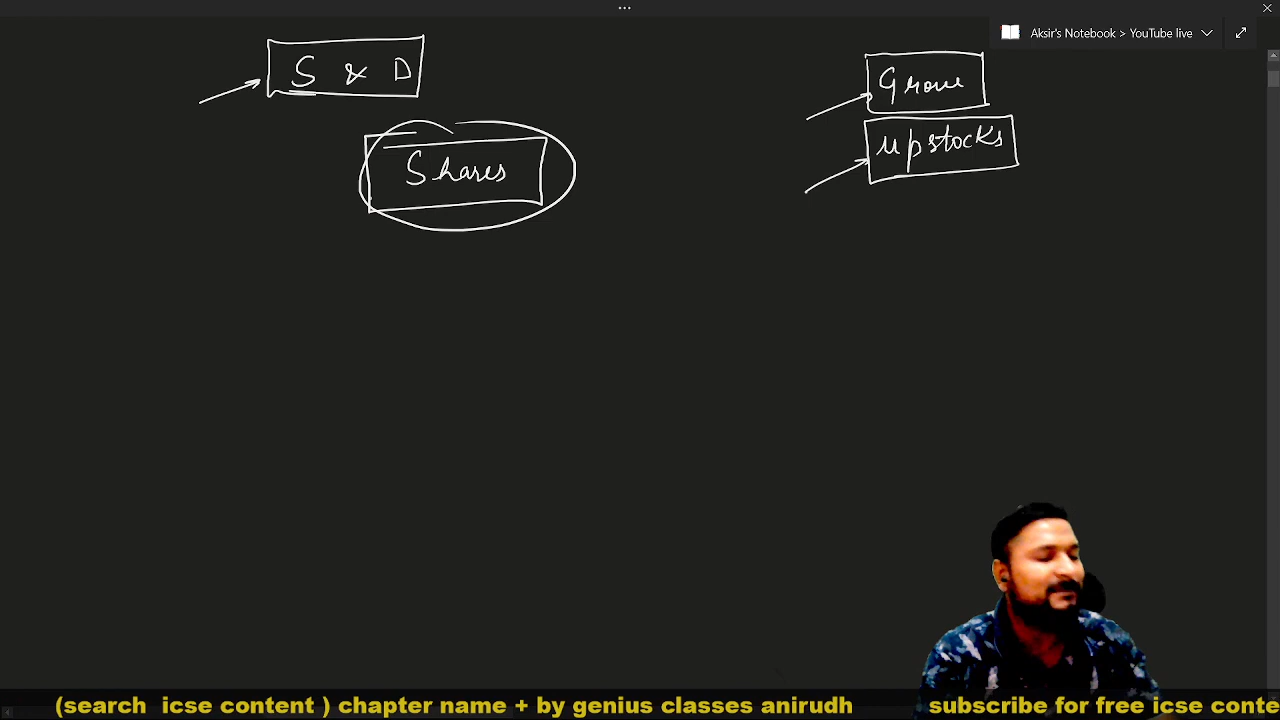 Aksir's Notebook > YouTube live
S & D
Grow
upstocks
Shares
(search icse content ) chapter name + by genius classes anirudh subscribe for free icse conte